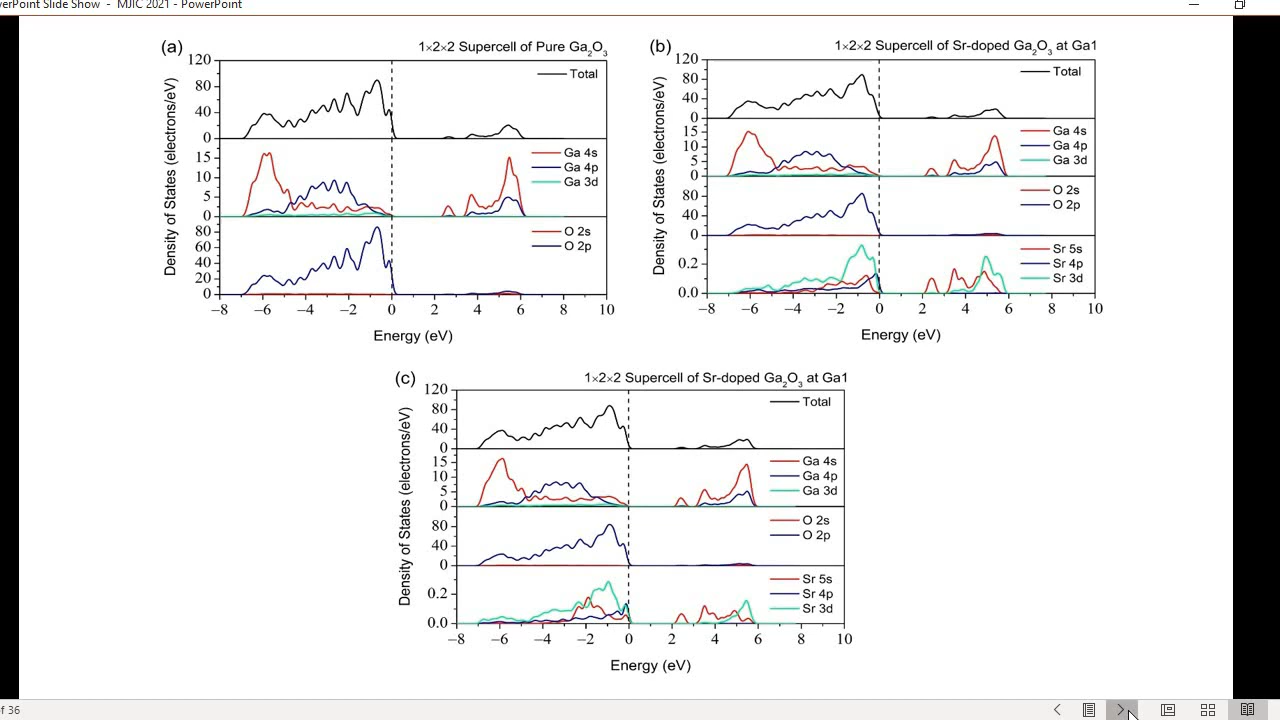 verPoint Slide Show - MJIC 2021 - PowerPoint
(a)
1×2×2 Supercell of Pure Ga₂O₃
Density of States (electrons/eV)
120
80
40
0
Total
15
10
5
0
Ga 4s
Ga 4p
Ga 3d
80
60
40
20
0
O 2s
O 2p
−8 −6 −4 −2 0 2 4 6 8 10
Energy (eV)
(b)
1×2×2 Supercell of Sr-doped Ga₂O₃ at Ga1
Density of States (electrons/eV)
120
80
40
0
Total
15
10
5
0
Ga 4s
Ga 4p
Ga 3d
80
40
0
O 2s
O 2p
0.2
0.0
Sr 5s
Sr 4p
Sr 3d
−8 −6 −4 −2 0 2 4 6 8 10
Energy (eV)
(c)
1×2×2 Supercell of Sr-doped Ga₂O₃ at Ga1
Density of States (electrons/eV)
120
80
40
0
Total
15
10
5
0
Ga 4s
Ga 4p
Ga 3d
80
40
0
O 2s
O 2p
0.2
0.0
Sr 5s
Sr 4p
Sr 3d
−8 −6 −4 −2 0 2 4 6 8 10
Energy (eV)
f 36